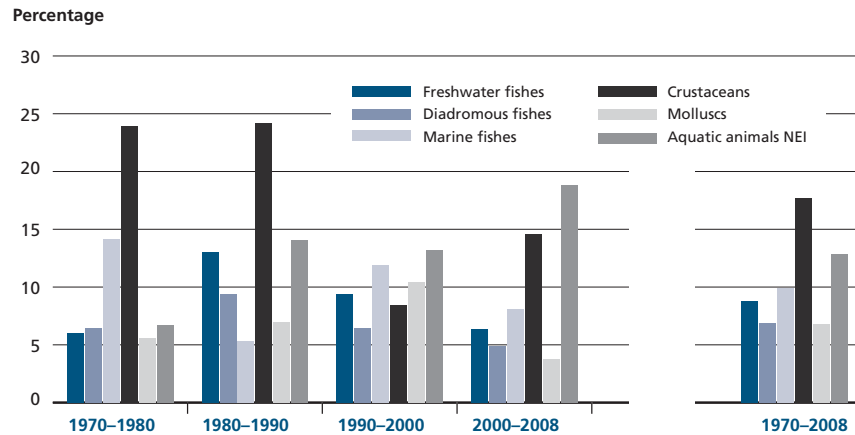 Percentage
30
25
20
15
10
5
0
Freshwater fishes
Diadromous fishes
Marine fishes
Crustaceans
Molluscs
Aquatic animals NEI
1970–1980 1980–1990 1990–2000 2000–2008 1970–2008